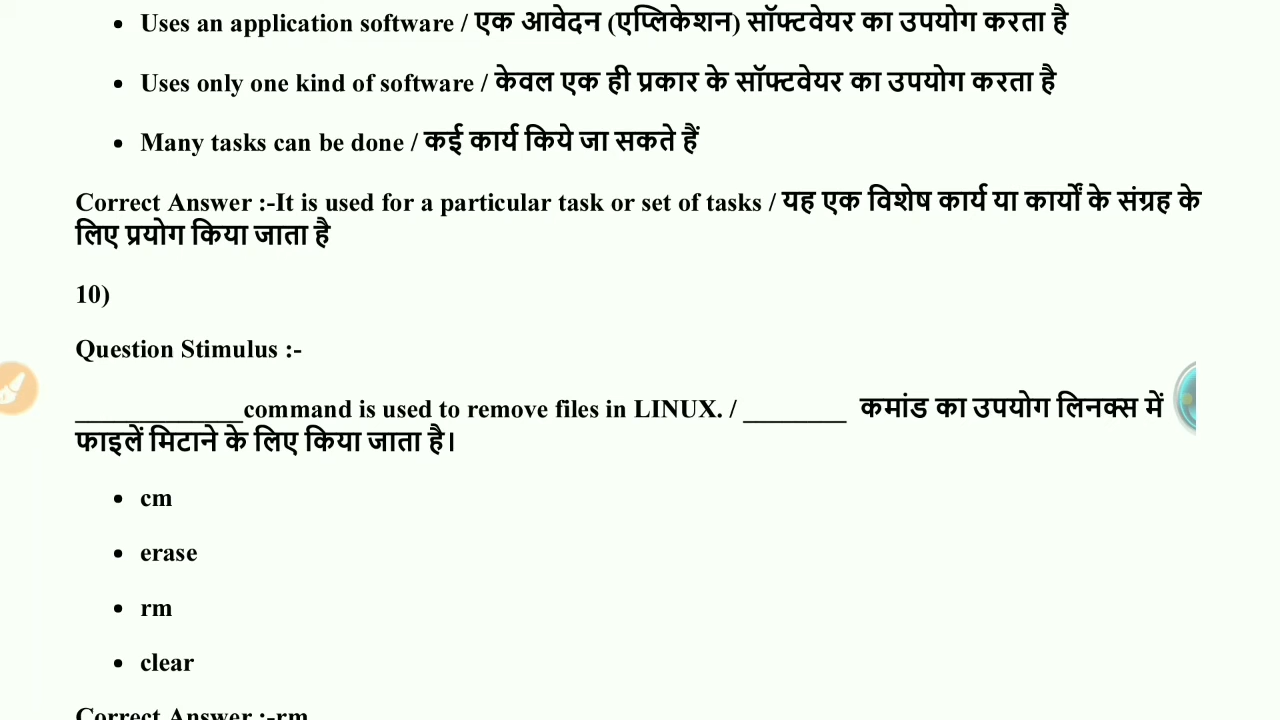 • Uses an application software / एक आवेदन (एप्लिकेशन) सॉफ्टवेयर का उपयोग करता है
• Uses only one kind of software / केवल एक ही प्रकार के सॉफ्टवेयर का उपयोग करता है
• Many tasks can be done / कई कार्य किये जा सकते हैं
Correct Answer :-It is used for a particular task or set of tasks / यह एक विशेष कार्य या कार्यों के संग्रह के
लिए प्रयोग किया जाता है
10)
Question Stimulus :-
_____________command is used to remove files in LINUX. / ________ कमांड का उपयोग लिनक्स में
फाइलें मिटाने के लिए किया जाता है।
• cm
• erase
• rm
• clear
Correct Answer :-rm